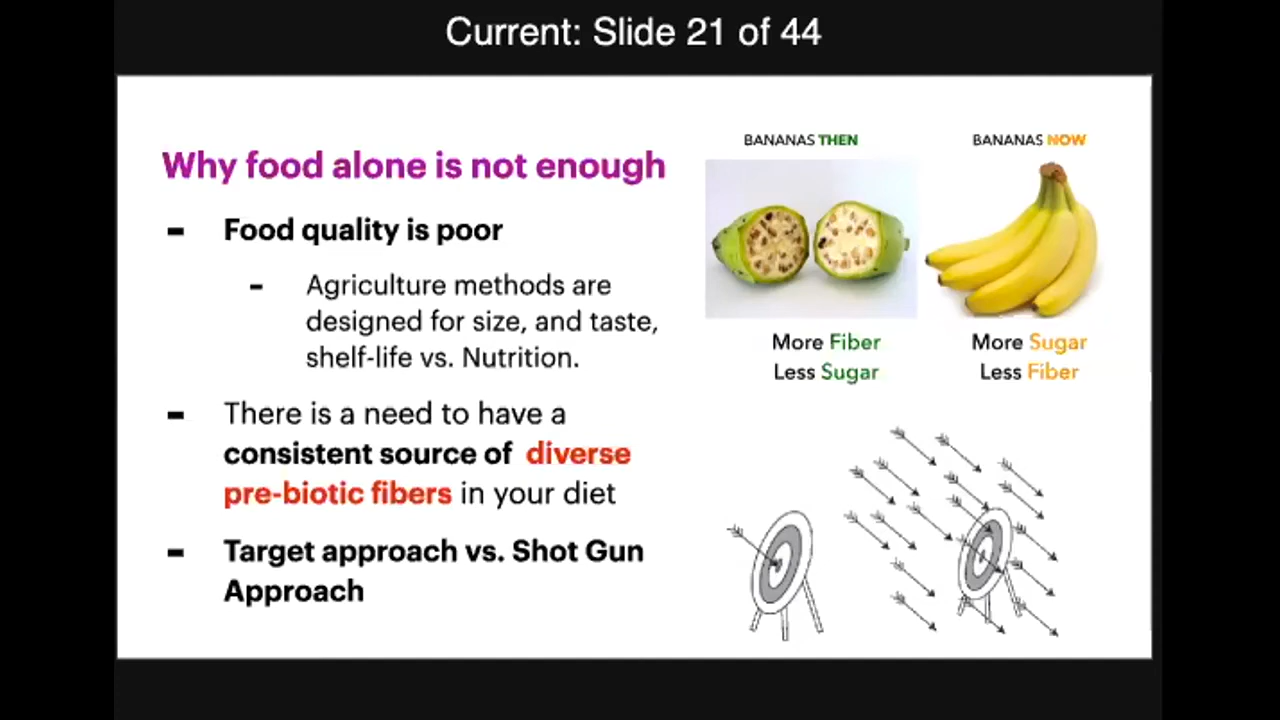 Current: Slide 21 of 44
Why food alone is not enough
- Food quality is poor
- Agriculture methods are
designed for size, and taste,
shelf-life vs. Nutrition.
- There is a need to have a
consistent source of diverse
pre-biotic fibers in your diet
- Target approach vs. Shot Gun
Approach
BANANAS THEN
More Fiber
Less Sugar
BANANAS NOW
More Sugar
Less Fiber